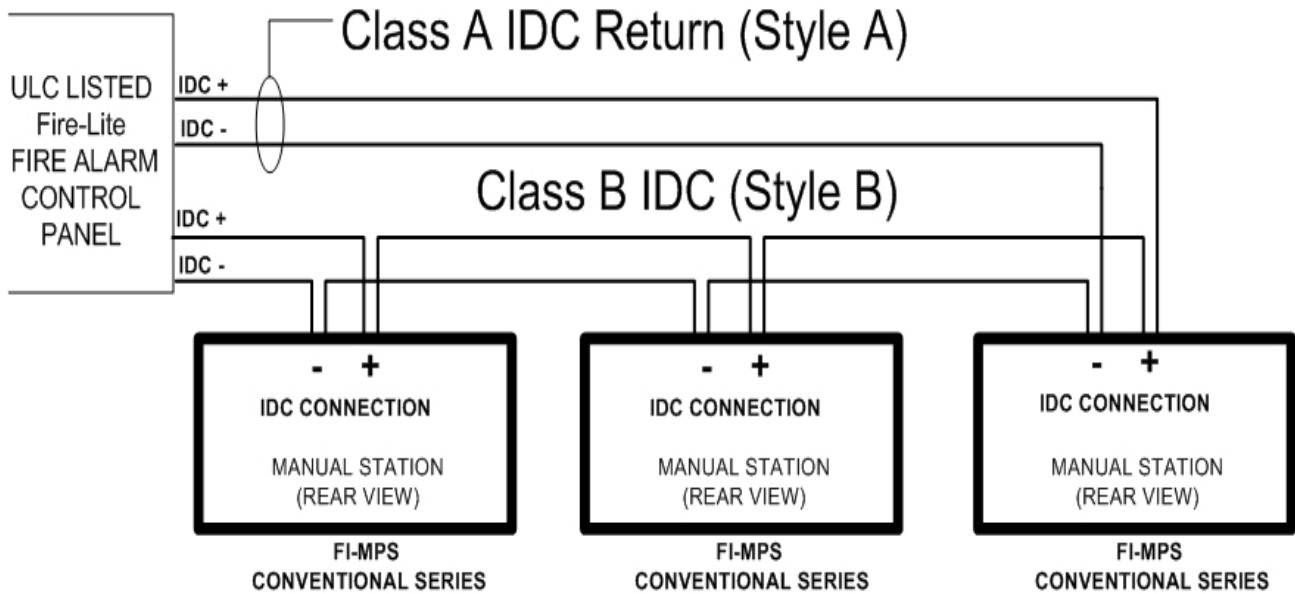 Class A IDC Return (Style A)
ULC LISTED
Fire-Lite
FIRE ALARM
CONTROL
PANEL
IDC +
IDC -
Class B IDC (Style B)
IDC +
IDC -
- +
IDC CONNECTION
MANUAL STATION
(REAR VIEW)
FI-MPS
CONVENTIONAL SERIES
- +
IDC CONNECTION
MANUAL STATION
(REAR VIEW)
FI-MPS
CONVENTIONAL SERIES
- +
IDC CONNECTION
MANUAL STATION
(REAR VIEW)
FI-MPS
CONVENTIONAL SERIES